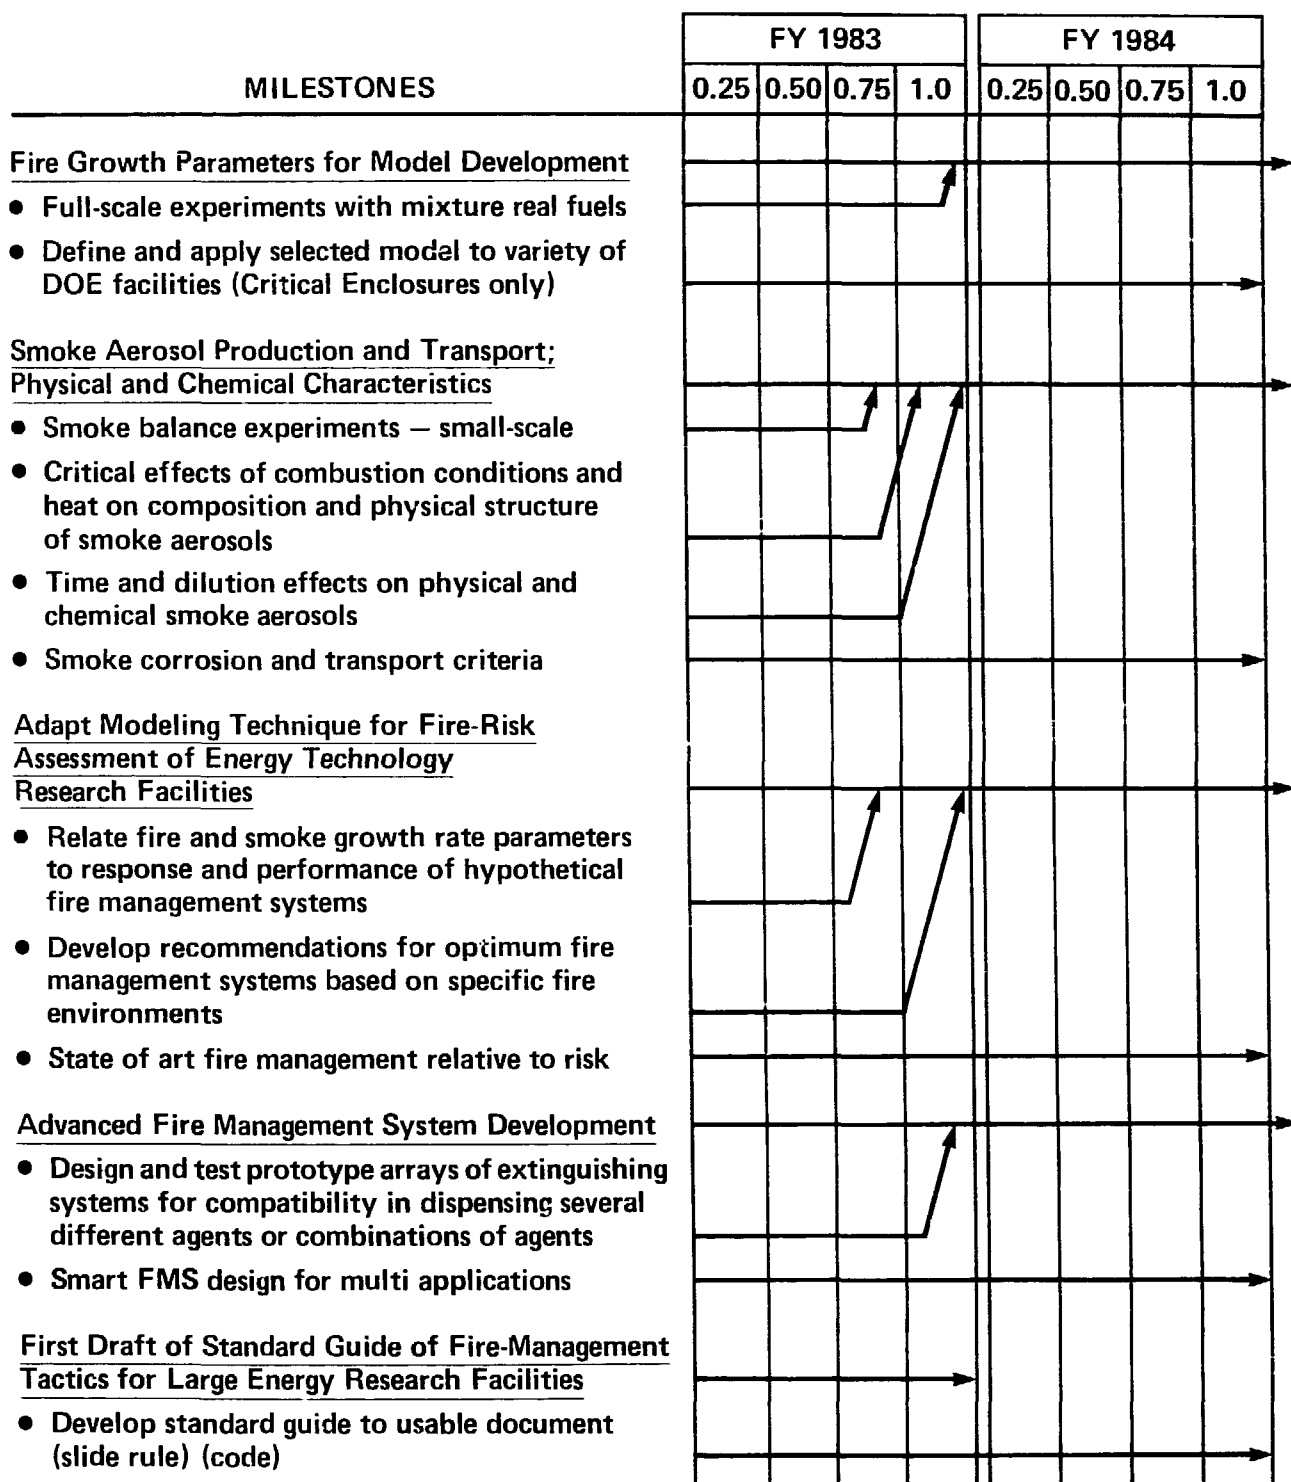 FY 1983 FY 1984
MILESTONES 0.25 0.50 0.75 1.0 0.25 0.50 0.75 1.0
Fire Growth Parameters for Model Development
• Full-scale experiments with mixture real fuels
• Define and apply selected model to variety of
DOE facilities (Critical Enclosures only)
Smoke Aerosol Production and Transport;
Physical and Chemical Characteristics
• Smoke balance experiments — small-scale
• Critical effects of combustion conditions and
heat on composition and physical structure
of smoke aerosols
• Time and dilution effects on physical and
chemical smoke aerosols
• Smoke corrosion and transport criteria
Adapt Modeling Technique for Fire-Risk
Assessment of Energy Technology
Research Facilities
• Relate fire and smoke growth rate parameters
to response and performance of hypothetical
fire management systems
• Develop recommendations for optimum fire
management systems based on specific fire
environments
• State of art fire management relative to risk
Advanced Fire Management System Development
• Design and test prototype arrays of extinguishing
systems for compatibility in dispensing several
different agents or combinations of agents
• Smart FMS design for multi applications
First Draft of Standard Guide of Fire-Management
Tactics for Large Energy Research Facilities
• Develop standard guide to usable document
(slide rule) (code)